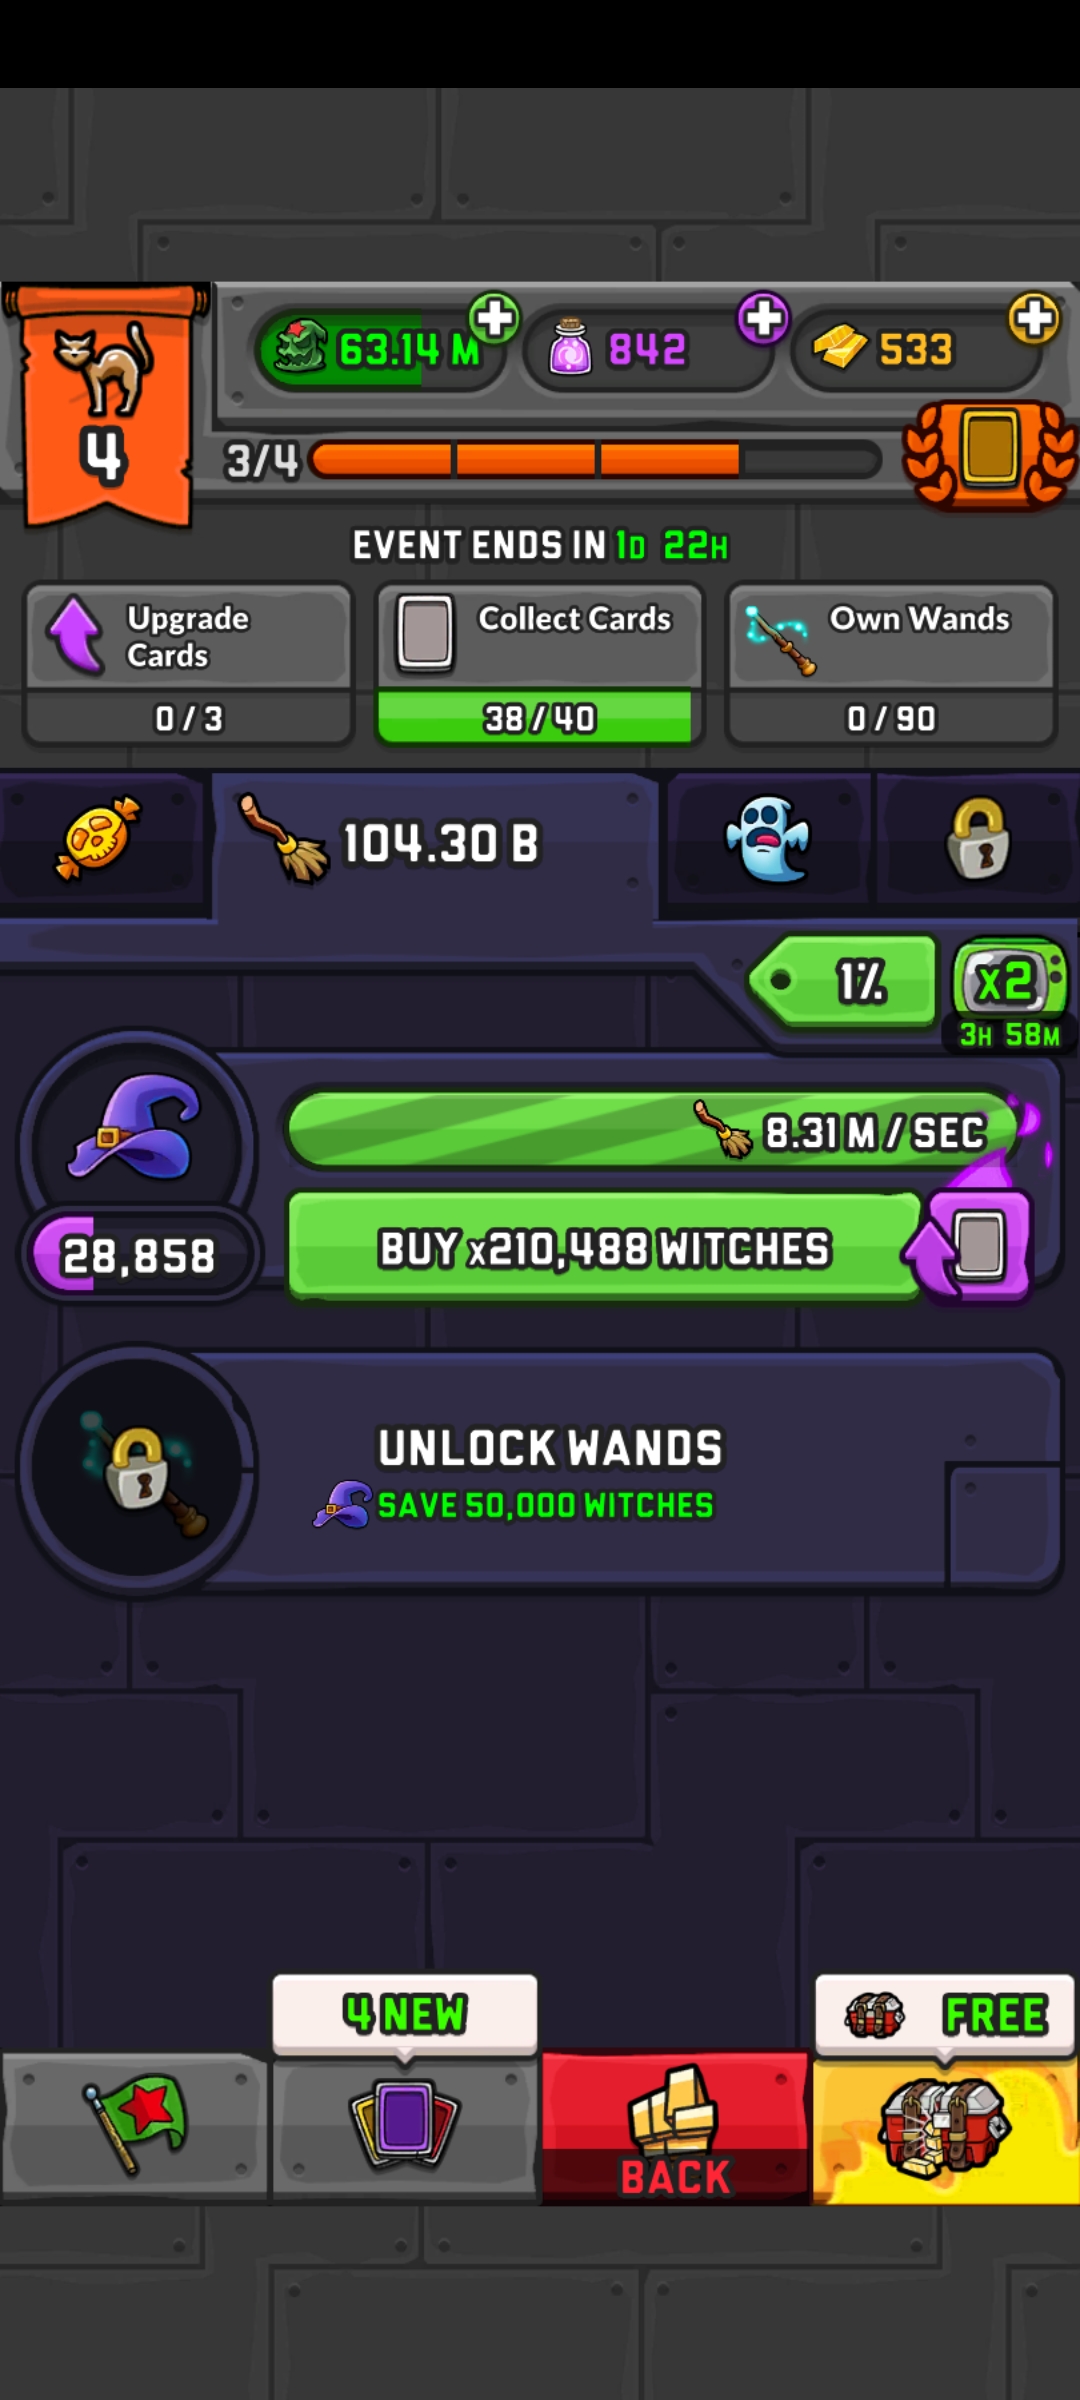 63.14 M
842
533
4
3/4
EVENT ENDS IN 1D 22H
Upgrade
Cards
Collect Cards
Own Wands
0 / 3
38 / 40
0 / 90
104.30 B
1%
x2
3H 58M
8.31 M / SEC
28,858
BUY x210,488 WITCHES
UNLOCK WANDS
SAVE 50,000 WITCHES
4 NEW
FREE
BACK